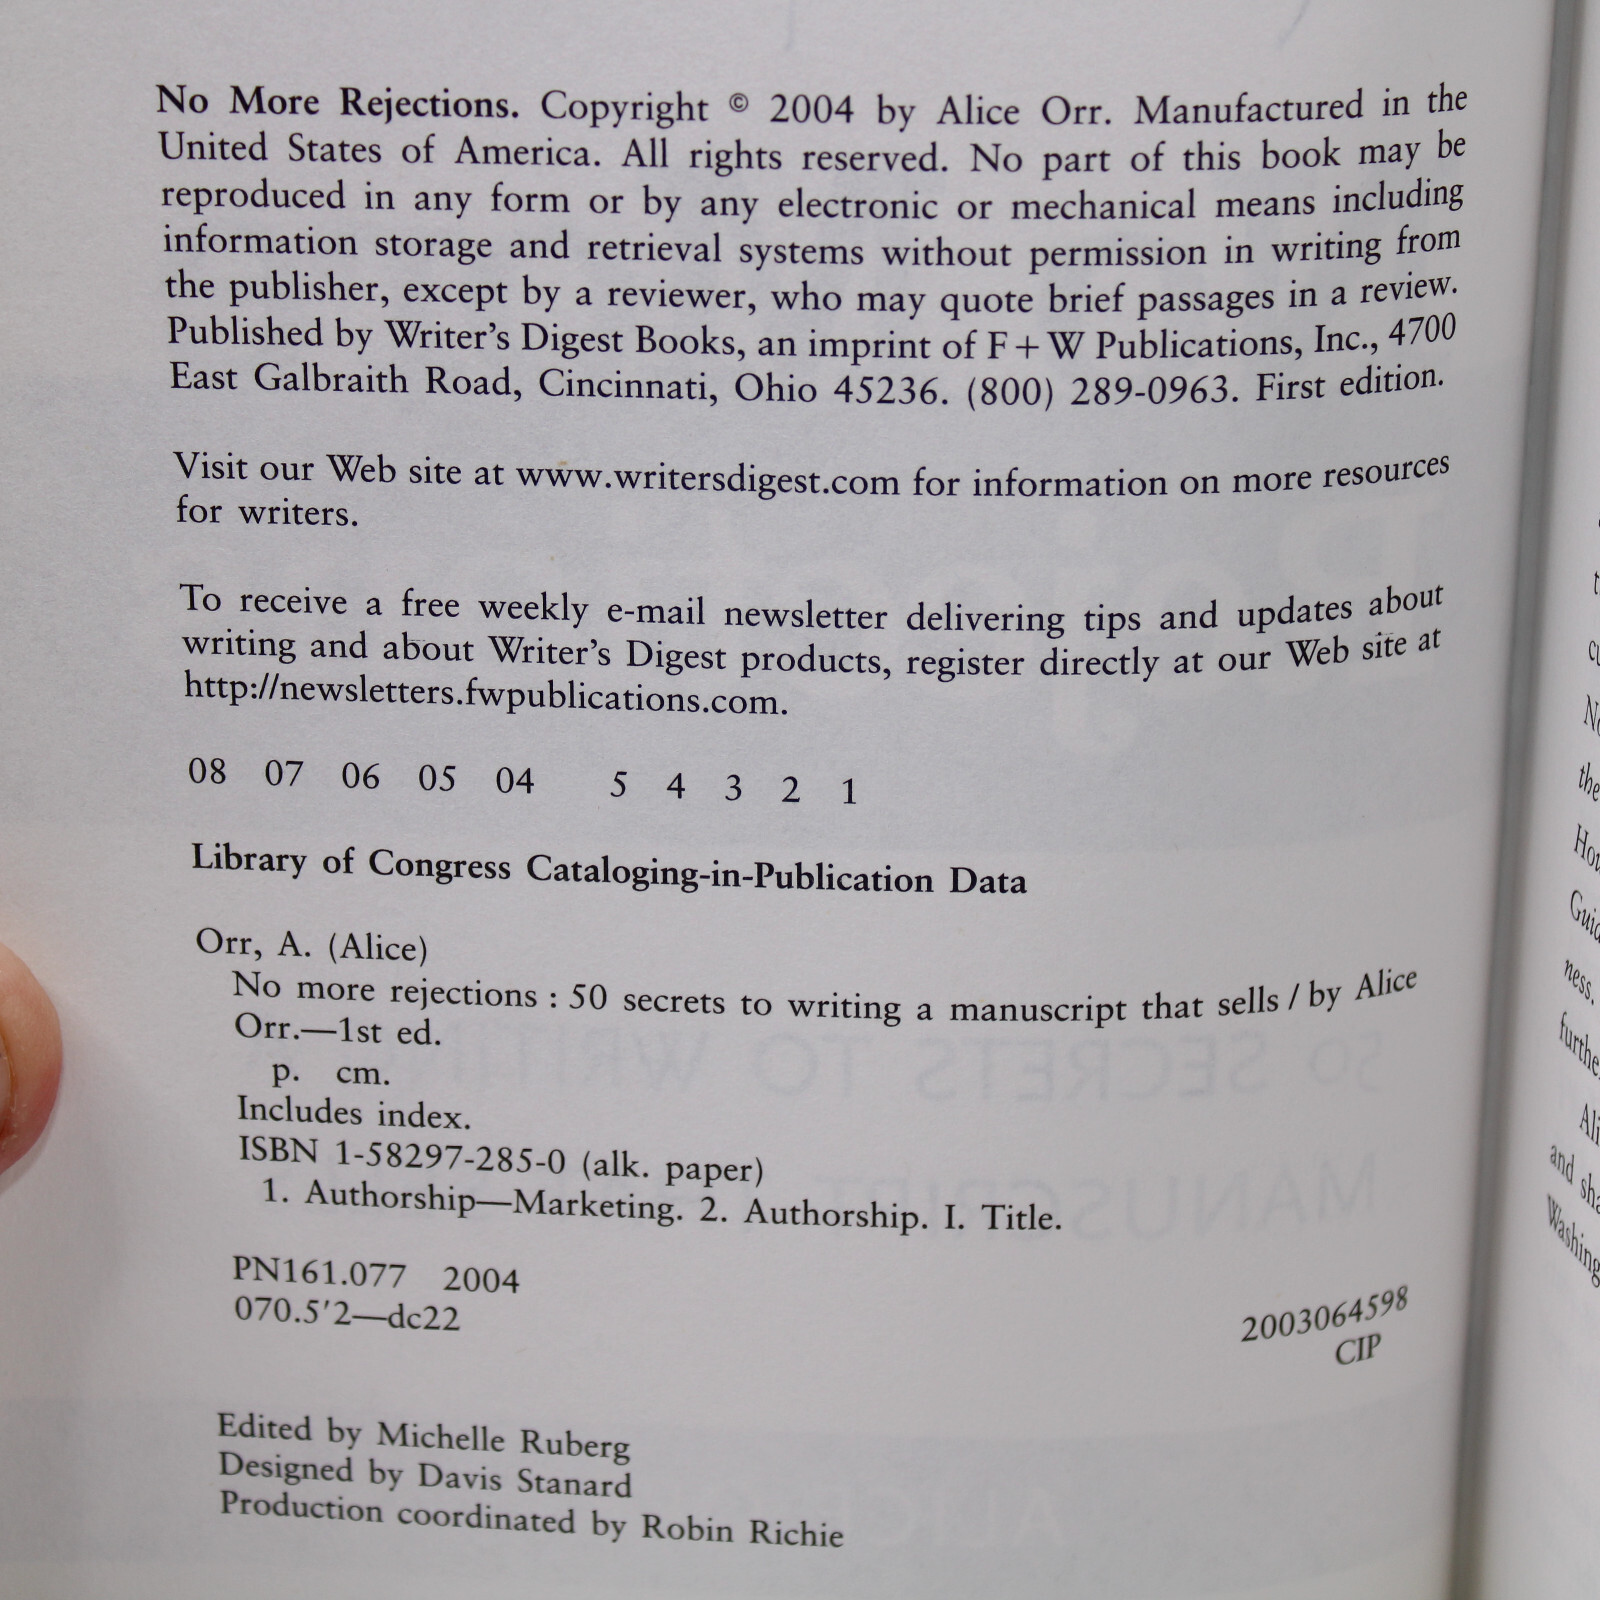 No More Rejections. Copyright © 2004 by Alice Orr. Manufactured in the
United States of America. All rights reserved. No part of this book may be
reproduced in any form or by any electronic or mechanical means including
information storage and retrieval systems without permission in writing from
the publisher, except by a reviewer, who may quote brief passages in a review.
Published by Writer's Digest Books, an imprint of F+W Publications, Inc., 4700
East Galbraith Road, Cincinnati, Ohio 45236. (800) 289-0963. First edition.
Visit our Web site at www.writersdigest.com for information on more resources
for writers.
To receive a free weekly e-mail newsletter delivering tips and updates about
writing and about Writer's Digest products, register directly at our Web site at
http://newsletters.fwpublications.com.
08 07 06 05 04 5 4 3 2 1
Library of Congress Cataloging-in-Publication Data
Orr, A. (Alice)
No more rejections : 50 secrets to writing a manuscript that sells / by Alice
Orr.—1st ed.
p. cm.
Includes index.
ISBN 1-58297-285-0 (alk. paper)
1. Authorship—Marketing. 2. Authorship. I. Title.
PN161.077 2004
070.5'2—dc22
2003064598
CIP
Edited by Michelle Ruberg
Designed by Davis Stanard
Production coordinated by Robin Richie
and